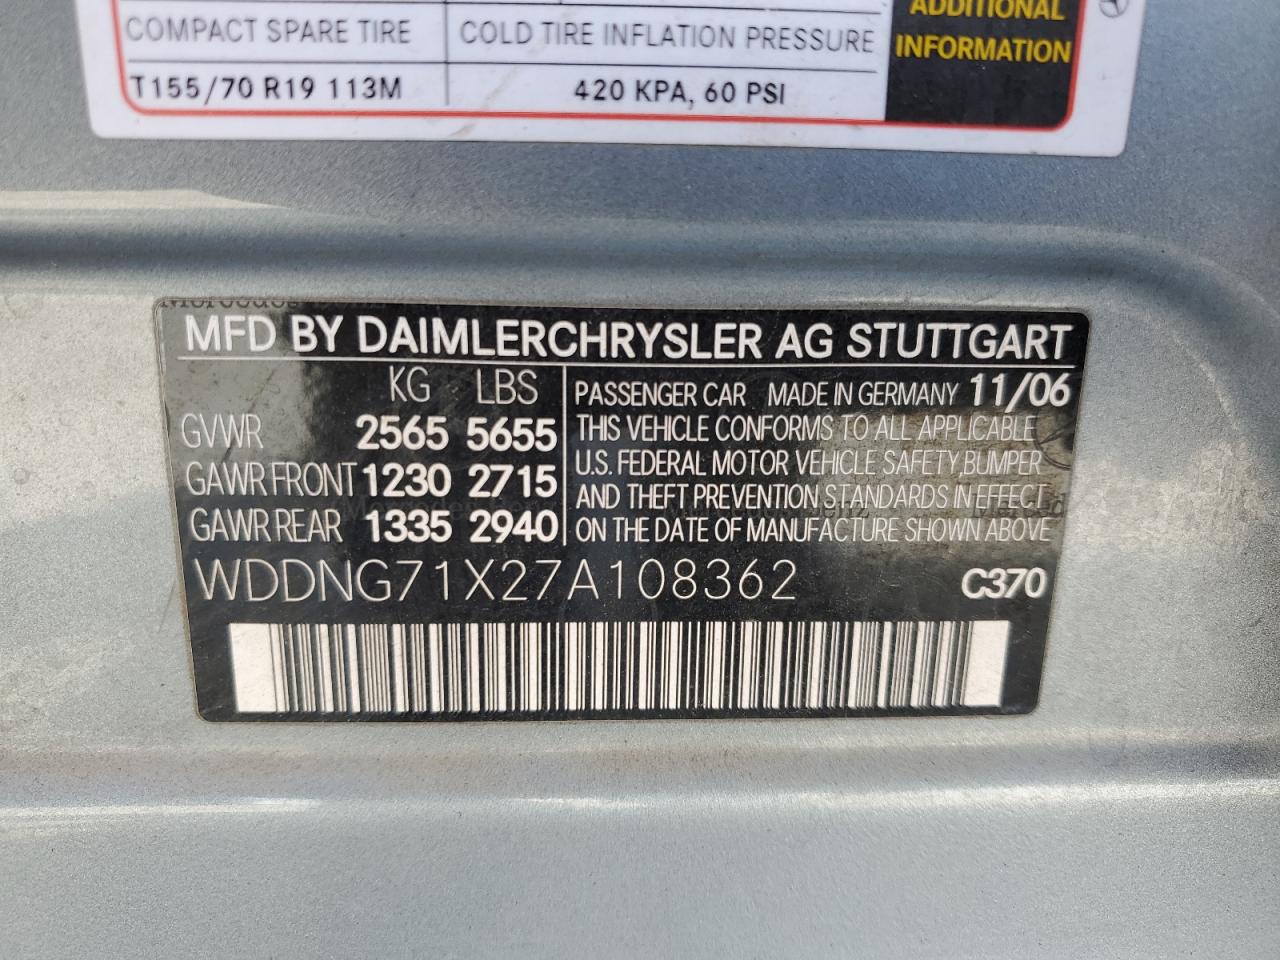 ADDITIONAL
COMPACT SPARE TIRE COLD TIRE INFLATION PRESSURE INFORMATION
T155/70 R19 113M 420 KPA, 60 PSI
MFD BY DAIMLERCHRYSLER AG STUTTGART
KG LBS PASSENGER CAR MADE IN GERMANY 11/06
GVWR 2565 5655 THIS VEHICLE CONFORMS TO ALL APPLICABLE
GAWR FRONT 1230 2715 U.S. FEDERAL MOTOR VEHICLE SAFETY, BUMPER
AND THEFT PREVENTION STANDARDS IN EFFECT
GAWR REAR 1335 2940 ON THE DATE OF MANUFACTURE SHOWN ABOVE
WDDNG71X27A108362 C370